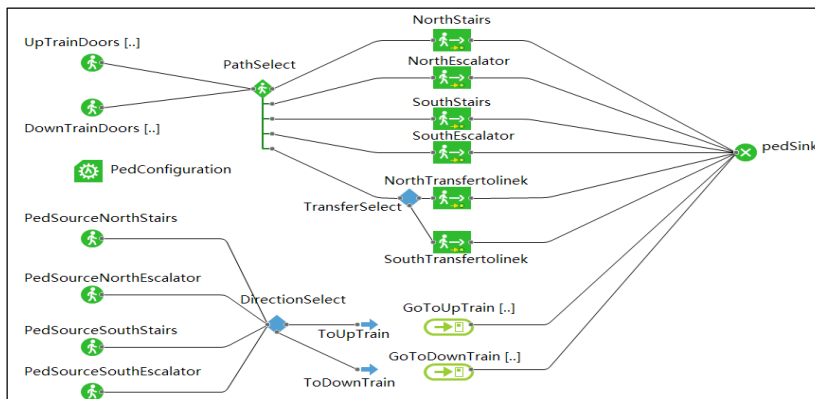 NorthStairs
UpTrainDoors [..]
NorthEscalator
PathSelect
SouthStairs
DownTrainDoors [..]
SouthEscalator
pedSink
PedConfiguration
NorthTransfertolinek
TransferSelect
PedSourceNorthStairs
SouthTransfertolinek
PedSourceNorthEscalator
DirectionSelect
GoToUpTrain [..]
PedSourceSouthStairs
ToUpTrain
GoToDownTrain [..]
PedSourceSouthEscalator
ToDownTrain